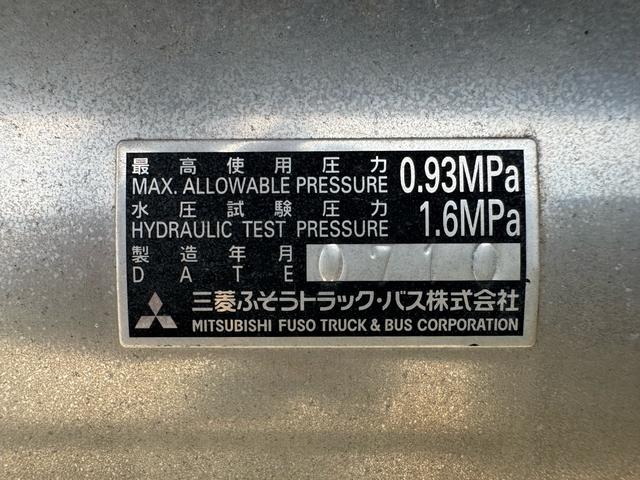 最高使用圧力 0.93MPa
MAX. ALLOWABLE PRESSURE
水圧試験圧力 1.6MPa
HYDRAULIC TEST PRESSURE
製造年月 0710
DATE
三菱ふそうトラック・バス株式会社
MITSUBISHI FUSO TRUCK & BUS CORPORATION